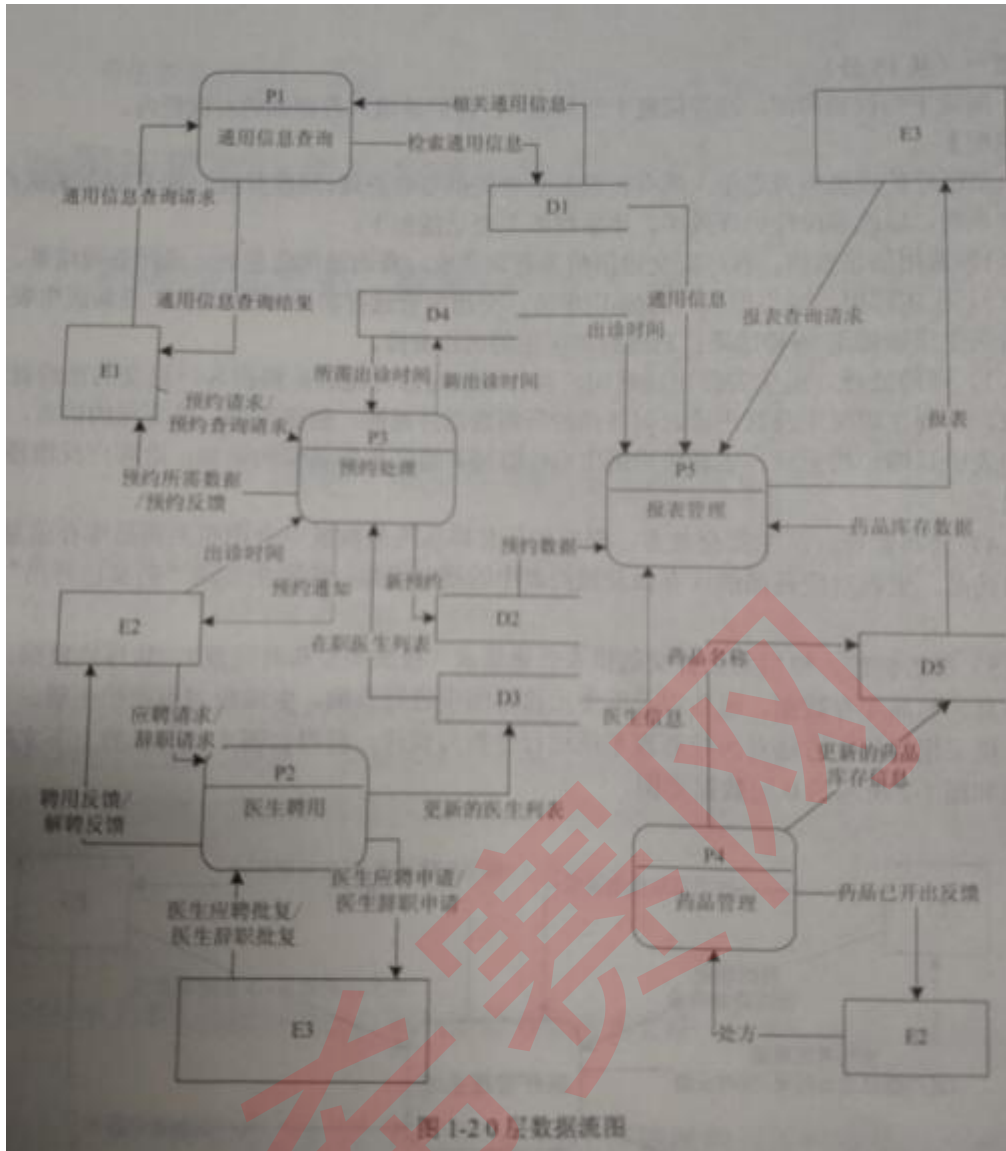 P1
通用信息查询
相关通用信息
检索通用信息
E3
通用信息查询请求
D1
通用信息查询结果
D4
通用信息
出诊时间
报表查询请求
E1
所需出诊时间
新出诊时间
预约请求/
预约查询请求
P3
预约处理
报表
P5
报表管理
预约所需数据
/预约反馈
药品库存数据
出诊时间
预约数据
预约通知
新预约
E2
D2
在职医生列表
药品名称
D5
D3
应聘请求/
辞职请求
医生信息
更新的药品
库存信息
P2
医生聘用
聘用反馈/
解聘反馈
更新的医生列表
P4
药品管理
医生应聘申请/
医生辞职申请
药品已开出反馈
医生应聘批复/
医生辞职批复
E3
处方
E2
图 1-2 0 层数据流图
赛网